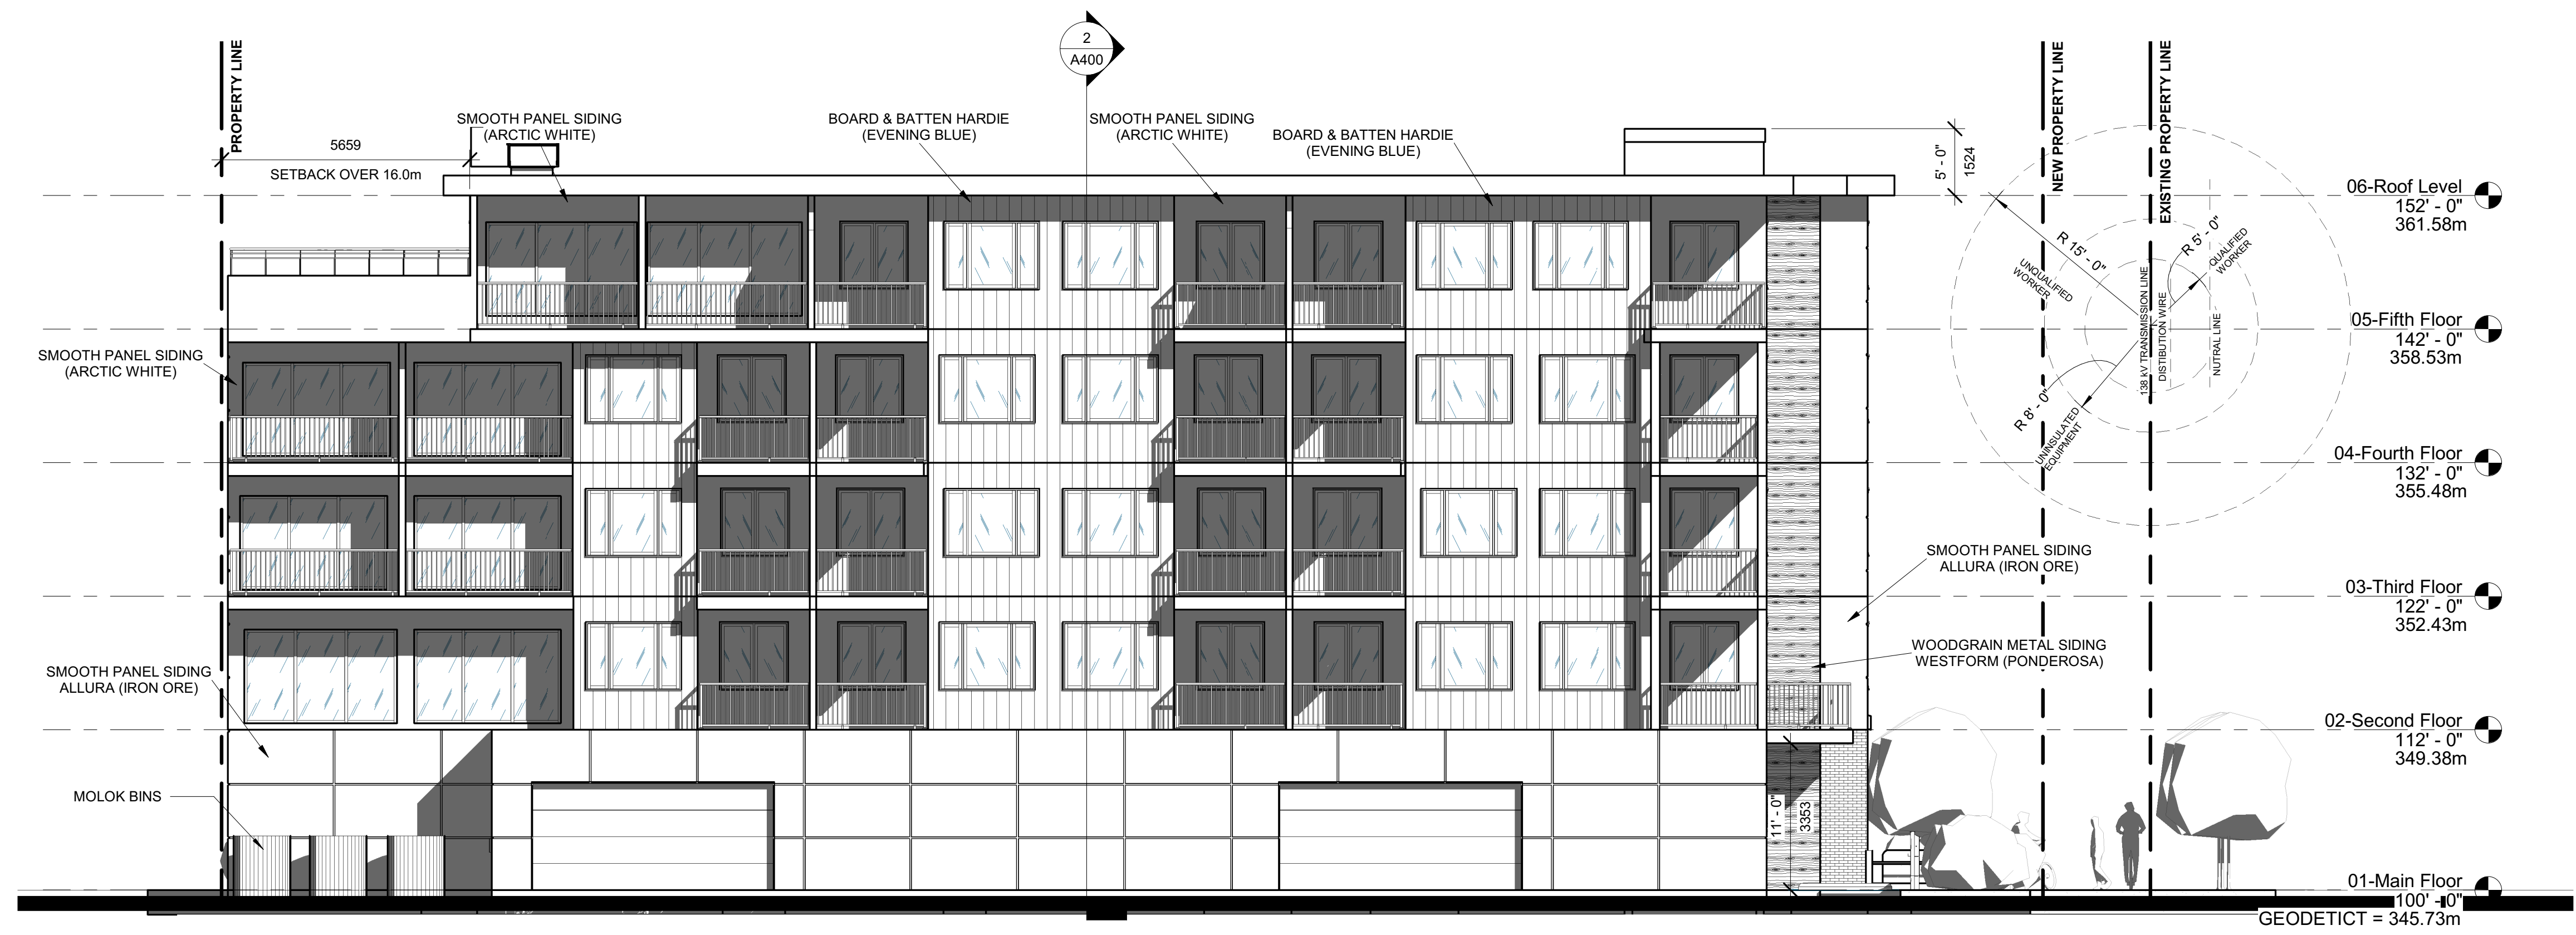 2
A400
PROPERTY LINE
5659
SETBACK OVER 16.0m
SMOOTH PANEL SIDING
(ARCTIC WHITE)
BOARD & BATTEN HARDIE
(EVENING BLUE)
SMOOTH PANEL SIDING
(ARCTIC WHITE)
BOARD & BATTEN HARDIE
(EVENING BLUE)
5' - 0"
1524
NEW PROPERTY LINE
EXISTING PROPERTY LINE
R 15' - 0"
UNQUALIFIED
WORKER
R 5' - 0"
QUALIFIED
WORKER
138 kV TRANSMISSION LINE
DISTIBUTION WIRE
NUTRAL LINE
R 8' - 0"
UNINSULATED
EQUIPMENT
06-Roof Level
152' - 0"
361.58m
05-Fifth Floor
142' - 0"
358.53m
04-Fourth Floor
132' - 0"
355.48m
03-Third Floor
122' - 0"
352.43m
02-Second Floor
112' - 0"
349.38m
01-Main Floor
100' - 0"
GEODETICT = 345.73m
SMOOTH PANEL SIDING
(ARCTIC WHITE)
SMOOTH PANEL SIDING
ALLURA (IRON ORE)
MOLOK BINS
SMOOTH PANEL SIDING
ALLURA (IRON ORE)
WOODGRAIN METAL SIDING
WESTFORM (PONDEROSA)
11' - 0"
3353